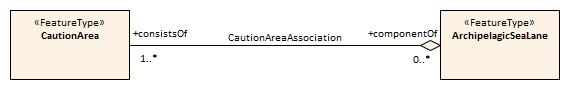 «FeatureType»
CautionArea
+consistsOf
1..*
CautionAreaAssociation
+componentOf
0..*
«FeatureType»
ArchipelagicSeaLane